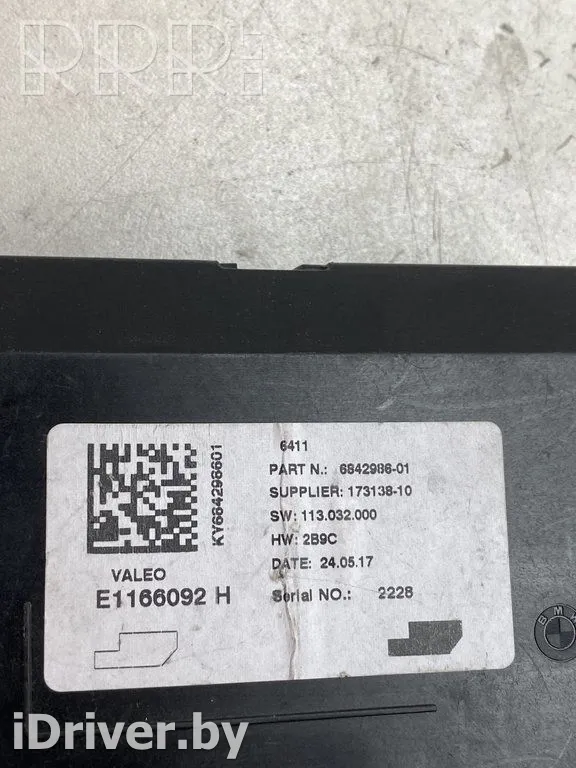 RRR
6411
PART N.: 6842986-01
SUPPLIER: 173138-10
SW: 113.032.000
HW: 2B9C
DATE: 24.05.17
Serial NO.: 2228
KY684298601
VALEO
E1166092 H
BMW
iDriver.by